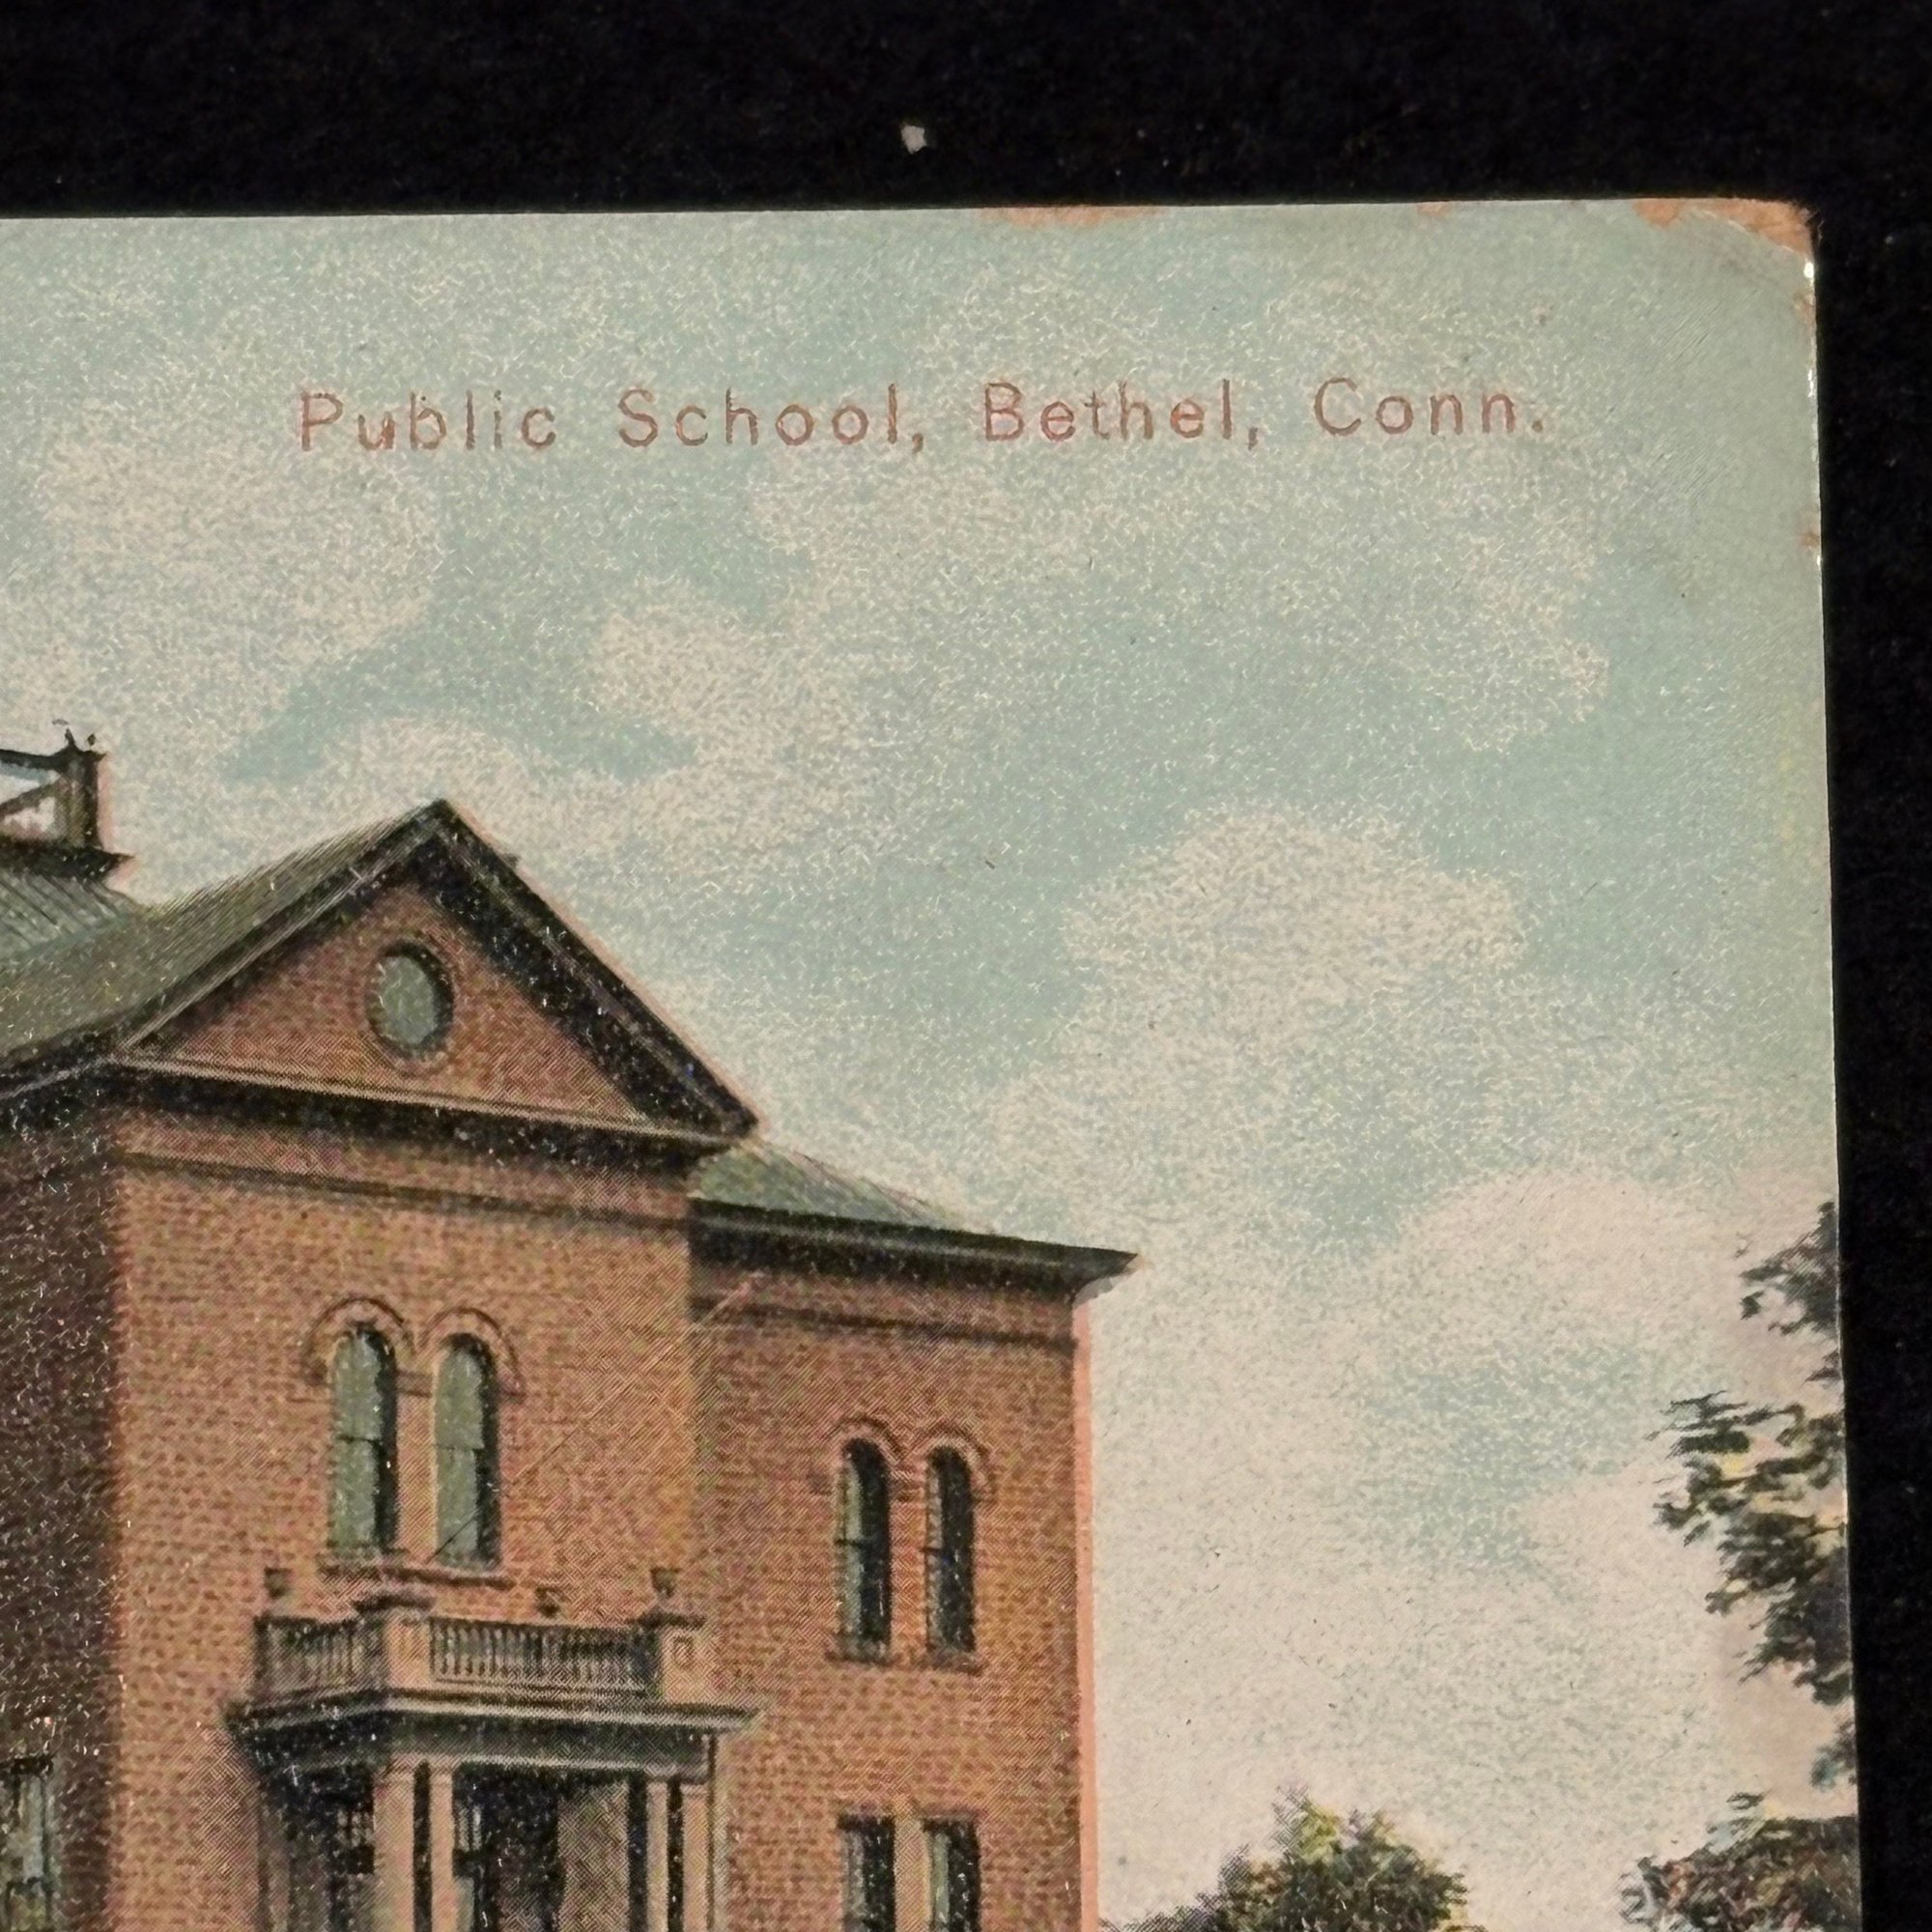 Public School, Bethel, Conn.